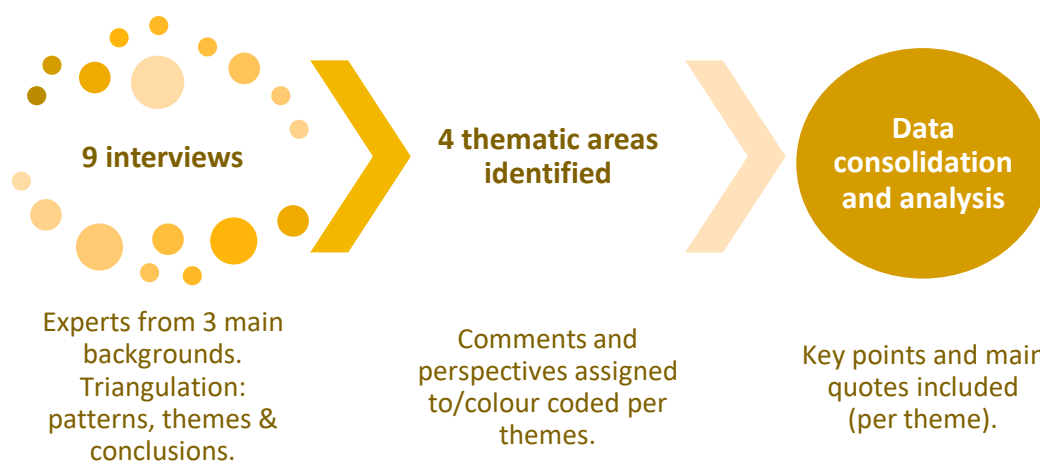 9 interviews
4 thematic areas
identified
Data
consolidation
and analysis
Experts from 3 main
backgrounds.
Triangulation:
patterns, themes &
conclusions.
Comments and
perspectives assigned
to/colour coded per
themes.
Key points and main
quotes included
(per theme).